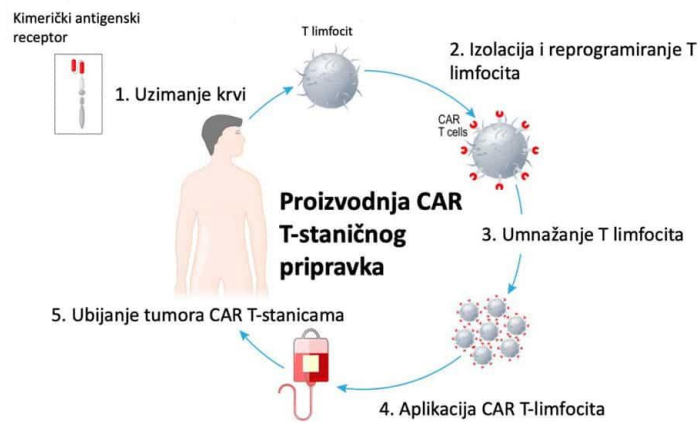 Kimerički antigenski
receptor
T limfocit
1. Uzimanje krvi
2. Izolacija i reprogramiranje T
limfocita
CAR
T cells
Proizvodnja CAR
T-staničnog
pripravka
3. Umnažanje T limfocita
4. Aplikacija CAR T-limfocita
5. Ubijanje tumora CAR T-stanicama